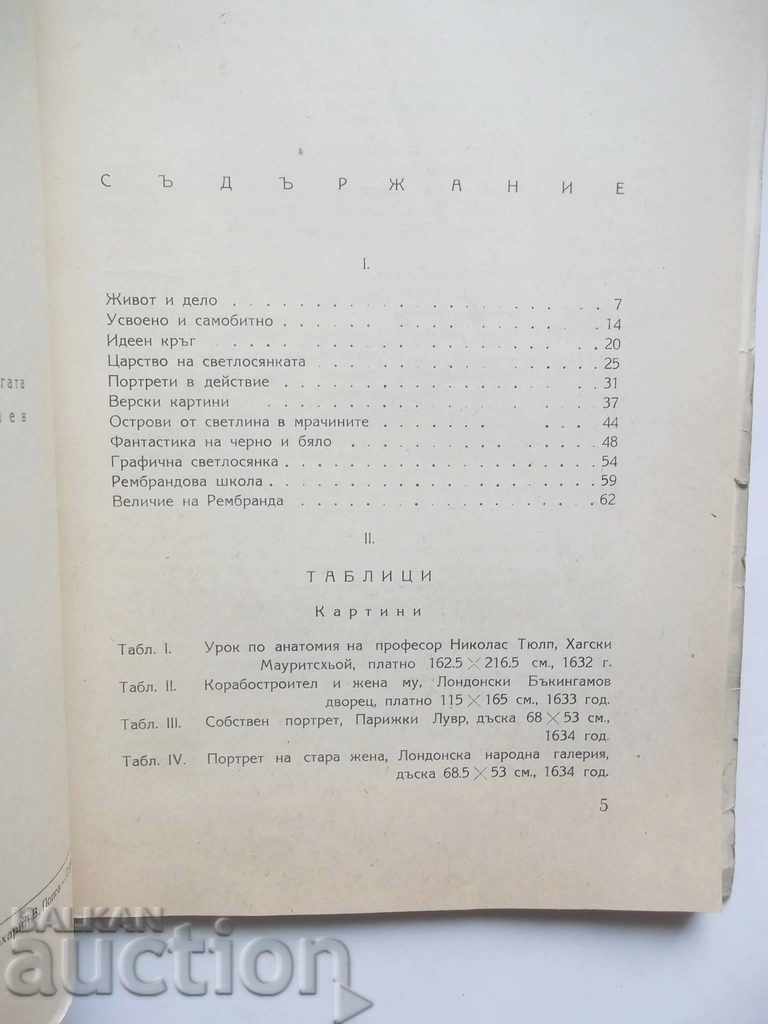 СЪДЪРЖАНИЕ
I.
Живот и дело . . . . . . . . . . . . . . . . 7
Усвоено и самобитно . . . . . . . . . . . . . 14
Идеен кръг . . . . . . . . . . . . . . . . 20
Царство на светлосянката . . . . . . . . . . . 25
Портрети в действие . . . . . . . . . . . . . 31
Верски картини . . . . . . . . . . . . . . . 37
Острови от светлина в мрачините . . . . . . . . 44
Фантастика на черно и бяло . . . . . . . . . . 48
Графична светлосянка . . . . . . . . . . . . . 54
Рембрандова школа . . . . . . . . . . . . . . 59
Величие на Рембранда . . . . . . . . . . . . . 62
II.
ТАБЛИЦИ
Картини
Табл. I. Урок по анатомия на професор Николас Тюлп, Хагски
Мауритсхьой, платно 162.5 × 216.5 см., 1632 г.
Табл. II. Корабостроител и жена му, Лондонски Бъкингамов
дворец, платно 115 × 165 см., 1633 год.
Табл. III. Собствен портрет, Парижки Лувр, дъска 68 × 53 см.,
1634 год.
Табл. IV. Портрет на стара жена, Лондонска народна галерия,
дъска 68.5 × 53 см., 1634 год.
5
гата
ев
В. Попов
BALKAN
auction